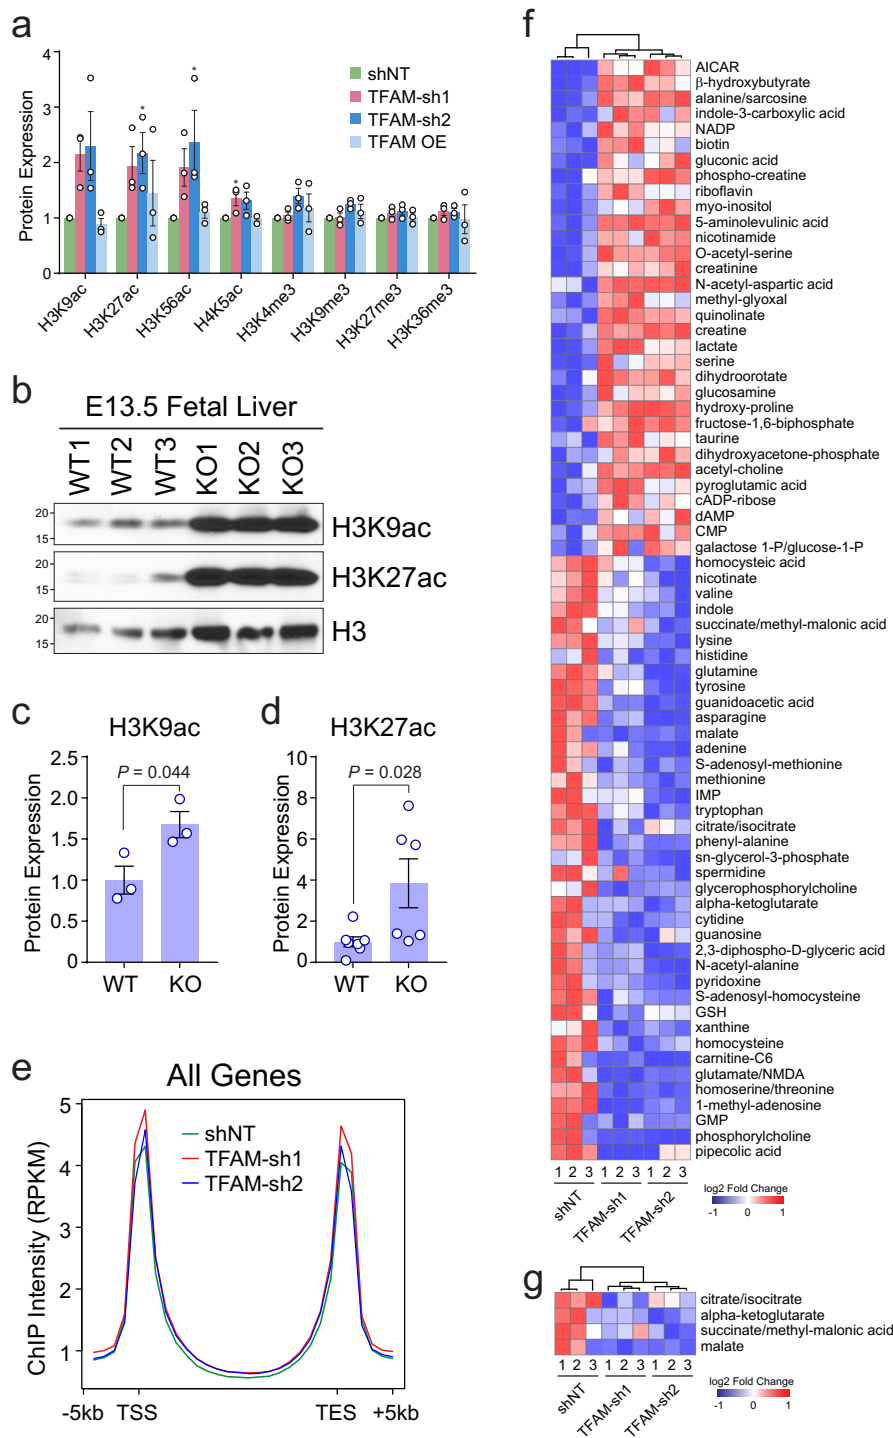 a
4
3
2
1
0
Protein Expression
shNT
TFAM-sh1
TFAM-sh2
TFAM OE
* * * *
H3K9ac
H3K27ac
H3K56ac
H4K5ac
H3K4me3
H3K9me3
H3K27me3
H3K36me3
b
E13.5 Fetal Liver
WT1 WT2 WT3 KO1 KO2 KO3
20
15
H3K9ac
20
15
H3K27ac
20
15
H3
c
H3K9ac
Protein Expression
2.5
2.0
1.5
1.0
0.5
0
P = 0.044
WT KO
d
H3K27ac
Protein Expression
10
8
6
4
2
0
P = 0.028
WT KO
e
All Genes
ChIP Intensity (RPKM)
5
4
3
2
1
shNT
TFAM-sh1
TFAM-sh2
-5kb TSS TES +5kb
f
AICAR
β-hydroxybutyrate
alanine/sarcosine
indole-3-carboxylic acid
NADP
biotin
gluconic acid
phospho-creatine
riboflavin
myo-inositol
5-aminolevulinic acid
nicotinamide
O-acetyl-serine
creatinine
N-acetyl-aspartic acid
methyl-glyoxal
quinolinate
creatine
lactate
serine
dihydroorotate
glucosamine
hydroxy-proline
fructose-1,6-biphosphate
taurine
dihydroxyacetone-phosphate
acetyl-choline
pyroglutamic acid
cADP-ribose
dAMP
CMP
galactose 1-P/glucose-1-P
homocysteic acid
nicotinate
valine
indole
succinate/methyl-malonic acid
lysine
histidine
glutamine
tyrosine
guanidoacetic acid
asparagine
malate
adenine
S-adenosyl-methionine
methionine
IMP
tryptophan
citrate/isocitrate
phenyl-alanine
sn-glycerol-3-phosphate
spermidine
glycerophosphorylcholine
alpha-ketoglutarate
cytidine
guanosine
2,3-diphospho-D-glyceric acid
N-acetyl-alanine
pyridoxine
S-adenosyl-homocysteine
GSH
xanthine
homocysteine
carnitine-C6
glutamate/NMDA
homoserine/threonine
1-methyl-adenosine
GMP
phosphorylcholine
pipecolic acid
1 2 3 1 2 3 1 2 3
shNT
TFAM-sh1
TFAM-sh2
log2 Fold Change
-1 0 1
g
citrate/isocitrate
alpha-ketoglutarate
succinate/methyl-malonic acid
malate
1 2 3 1 2 3 1 2 3
shNT
TFAM-sh1
TFAM-sh2
log2 Fold Change
-1 0 1